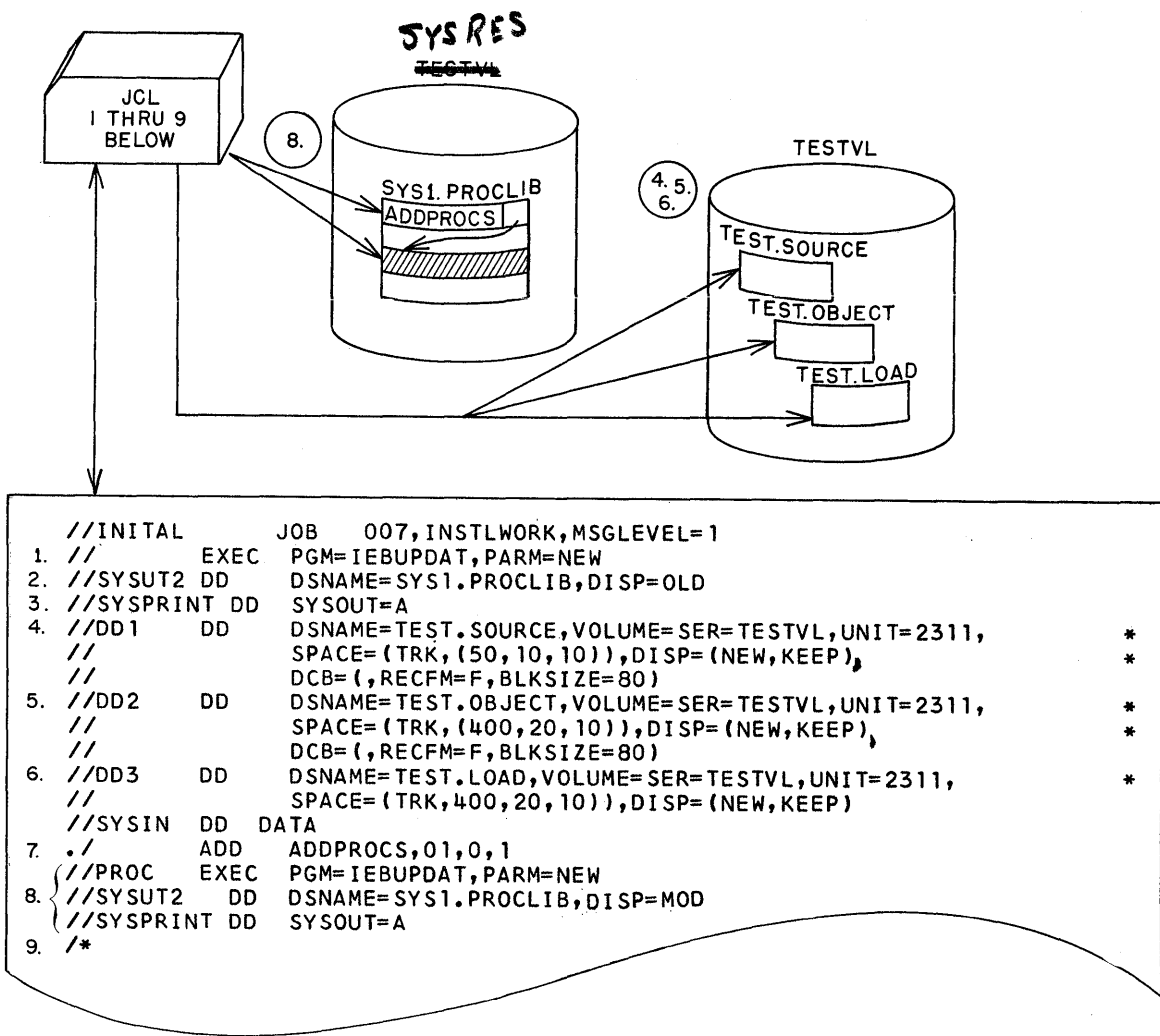 SYSRES
TESTVL
JCL
1 THRU 9
BELOW
8.
TESTVL
4. 5.
6.
SYS1.PROCLIB
ADDPROCS
TEST.SOURCE
TEST.OBJECT
TEST.LOAD
//INITAL JOB 007,INSTLWORK,MSGLEVEL=1
1. // EXEC PGM=IEBUPDAT,PARM=NEW
2. //SYSUT2 DD DSNAME=SYS1.PROCLIB,DISP=OLD
3. //SYSPRINT DD SYSOUT=A
4. //DD1 DD DSNAME=TEST.SOURCE,VOLUME=SER=TESTVL,UNIT=2311, *
// SPACE=(TRK,(50,10,10)),DISP=(NEW,KEEP), *
// DCB=(,RECFM=F,BLKSIZE=80)
5. //DD2 DD DSNAME=TEST.OBJECT,VOLUME=SER=TESTVL,UNIT=2311, *
// SPACE=(TRK,(400,20,10)),DISP=(NEW,KEEP), *
// DCB=(,RECFM=F,BLKSIZE=80)
6. //DD3 DD DSNAME=TEST.LOAD,VOLUME=SER=TESTVL,UNIT=2311, *
// SPACE=(TRK,400,20,10)),DISP=(NEW,KEEP)
//SYSIN DD DATA
7. ./ ADD ADDPROCS,01,0,1
//PROC EXEC PGM=IEBUPDAT,PARM=NEW
8. //SYSUT2 DD DSNAME=SYS1.PROCLIB,DISP=MOD
//SYSPRINT DD SYSOUT=A
9. /*